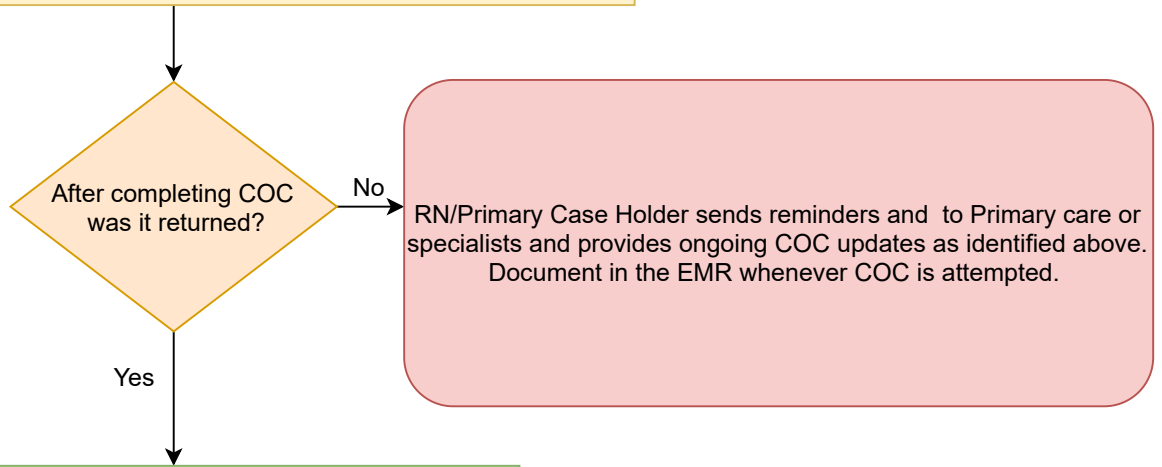 After completing COC
was it returned?
No
RN/Primary Case Holder sends reminders and  to Primary care or
specialists and provides ongoing COC updates as identified above.
Document in the EMR whenever COC is attempted.
Yes